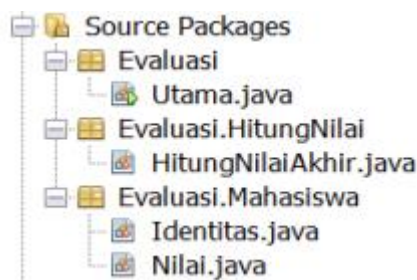 Source Packages
Evaluasi
Utama.java
Evaluasi.HitungNilai
HitungNilaiAkhir.java
Evaluasi.Mahasiswa
Identitas.java
Nilai.java